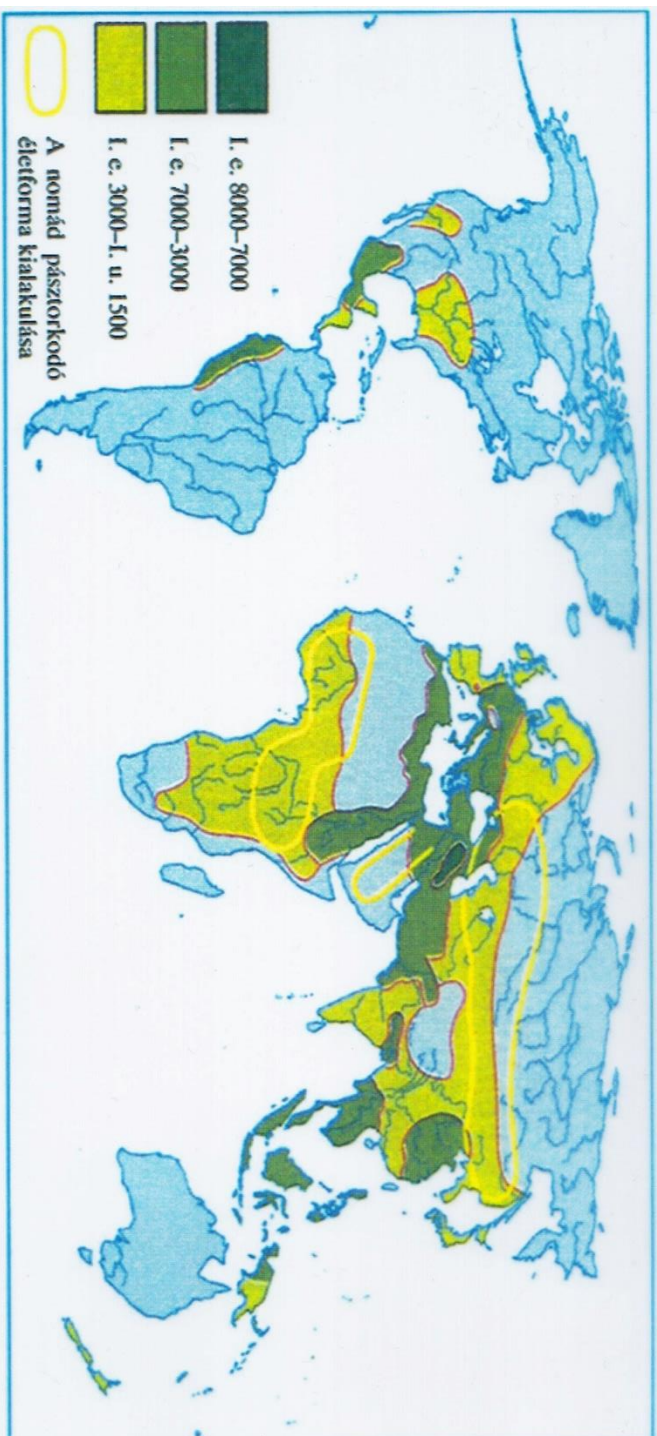 I. e. 8000–7000
I. e. 7000–3000
I. e. 3000–I. u. 1500
A nomád pásztorkodó
életforma kialakulása